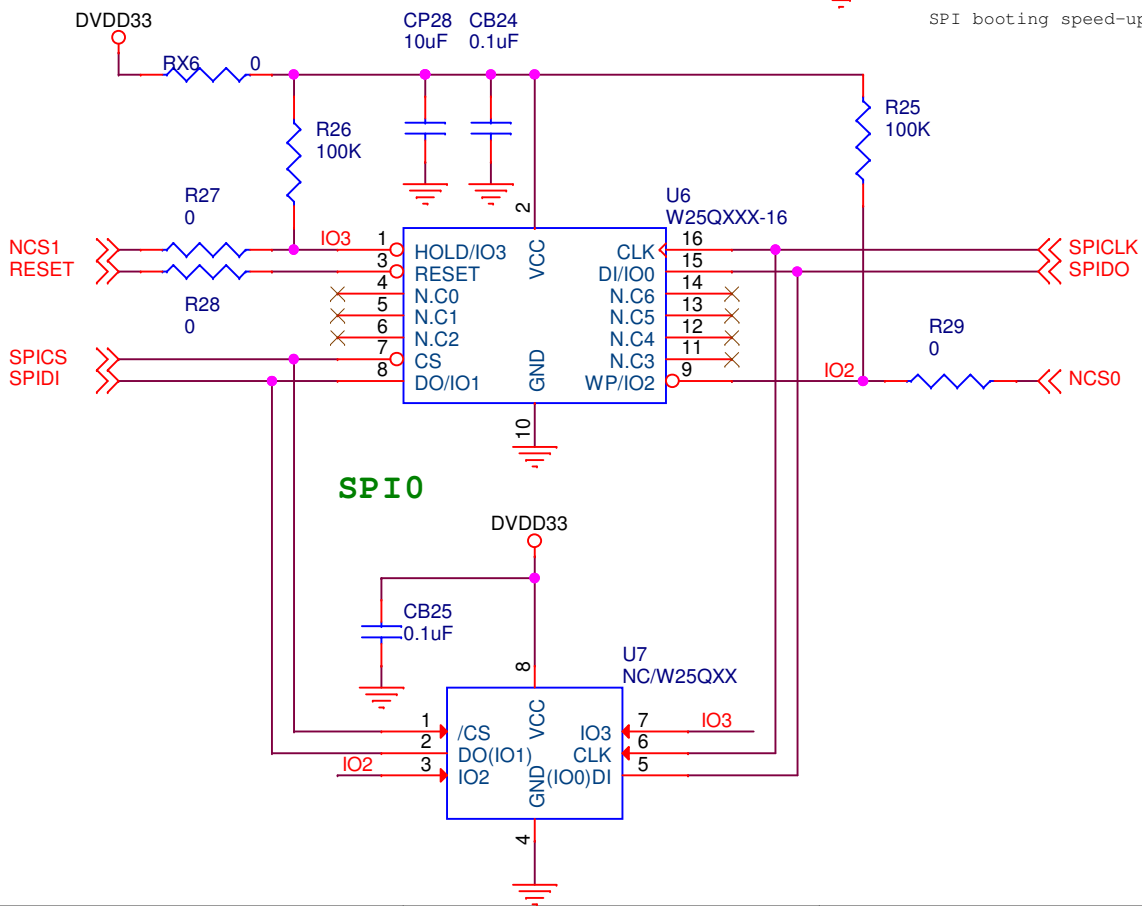 SPI booting speed-up
DVDD33
CP28
10uF
CB24
0.1uF
RX6
0
R26
100K
R25
100K
R27
0
U6
W25QXXX-16
2
NCS1
RESET
IO3
1
3
4
5
6
7
8
HOLD/IO3
RESET
N.C0
N.C1
N.C2
CS
DO/IO1
VCC
GND
CLK
DI/IO0
N.C6
N.C5
N.C4
N.C3
WP/IO2
16
15
14
13
12
11
9
SPICLK
SPIDO
R28
0
SPICS
SPIDI
R29
0
IO2
NCS0
10
SPI0
DVDD33
CB25
0.1uF
U7
NC/W25QXX
8
1
2
3
IO2
/CS
DO(IO1)
IO2
VCC
GND
IO3
CLK
(IO0)DI
7
6
5
IO3
4